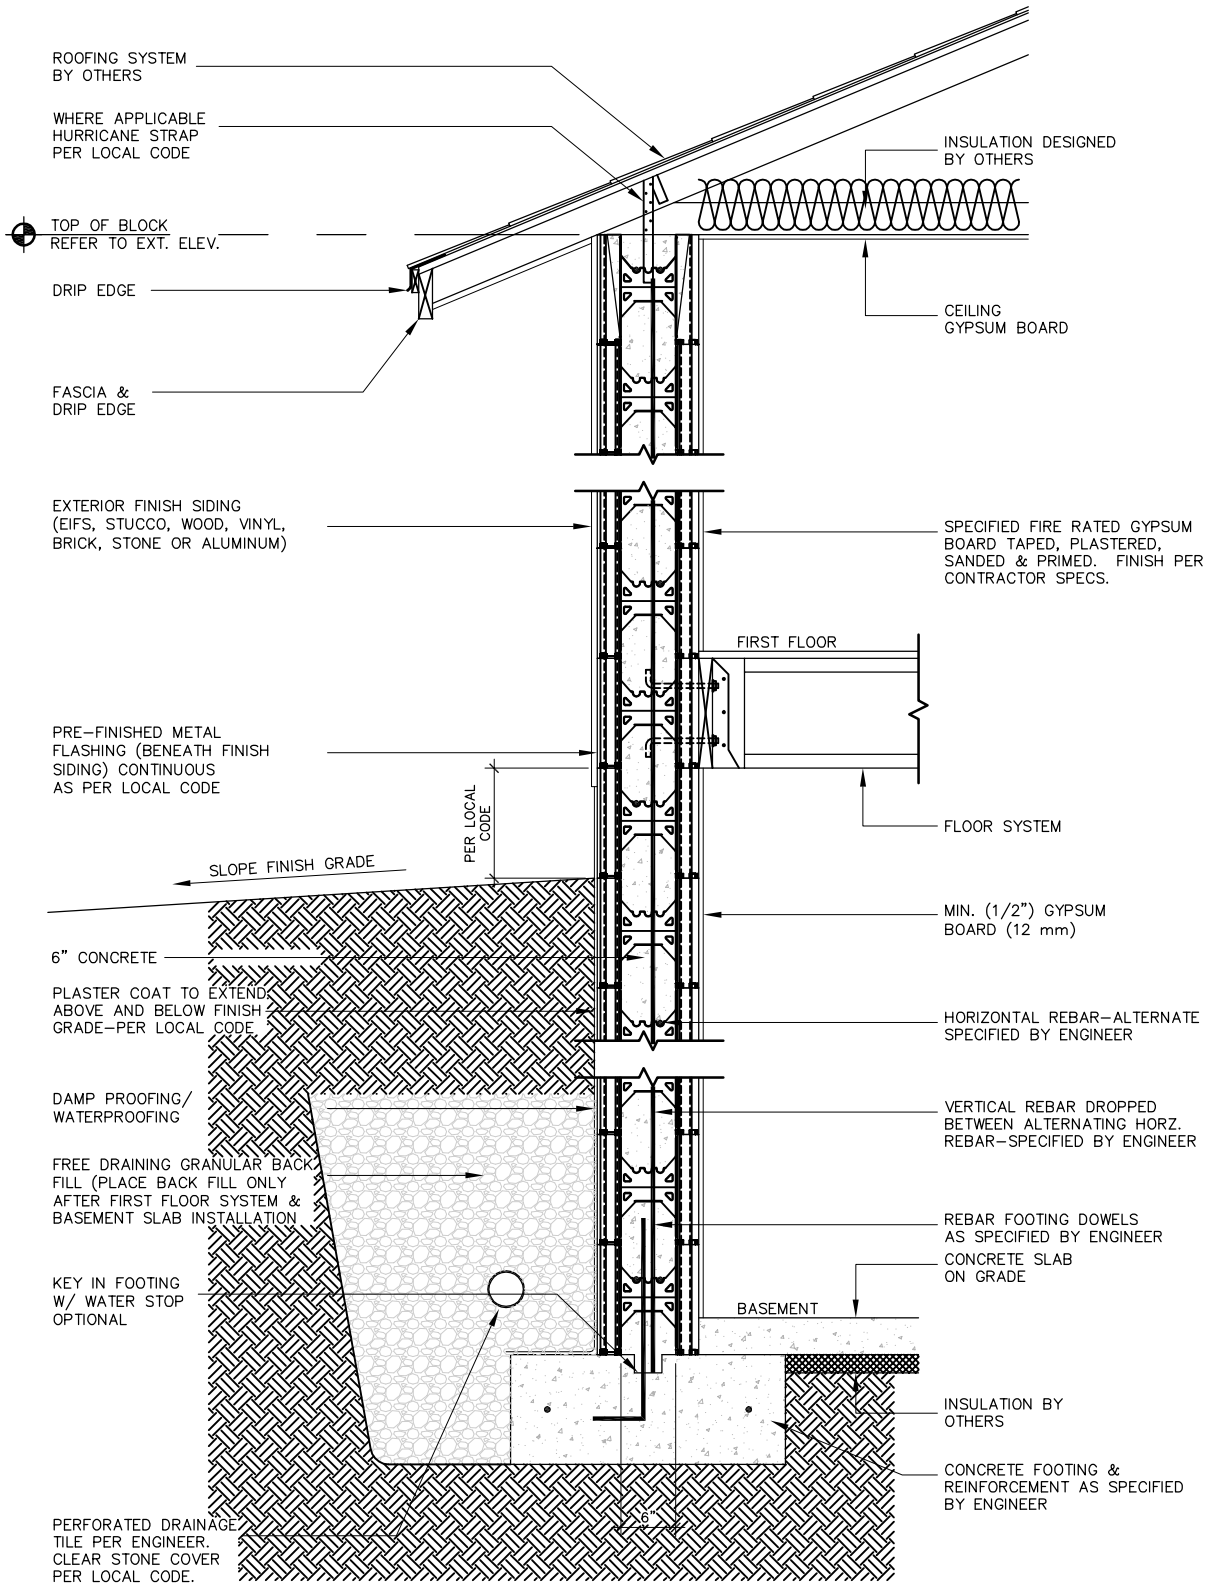 ROOFING SYSTEM
BY OTHERS
WHERE APPLICABLE
HURRICANE STRAP
PER LOCAL CODE
TOP OF BLOCK
REFER TO EXT. ELEV.
DRIP EDGE
FASCIA &
DRIP EDGE
EXTERIOR FINISH SIDING
(EIFS, STUCCO, WOOD, VINYL,
BRICK, STONE OR ALUMINUM)
PRE-FINISHED METAL
FLASHING (BENEATH FINISH
SIDING) CONTINUOUS
AS PER LOCAL CODE
PER LOCAL
CODE
SLOPE FINISH GRADE
6" CONCRETE
PLASTER COAT TO EXTEND
ABOVE AND BELOW FINISH
GRADE-PER LOCAL CODE
DAMP PROOFING/
WATERPROOFING
FREE DRAINING GRANULAR BACK
FILL (PLACE BACK FILL ONLY
AFTER FIRST FLOOR SYSTEM &
BASEMENT SLAB INSTALLATION
KEY IN FOOTING
W/ WATER STOP
OPTIONAL
PERFORATED DRAINAGE
TILE PER ENGINEER.
CLEAR STONE COVER
PER LOCAL CODE.
6"
INSULATION DESIGNED
BY OTHERS
CEILING
GYPSUM BOARD
SPECIFIED FIRE RATED GYPSUM
BOARD TAPED, PLASTERED,
SANDED & PRIMED. FINISH PER
CONTRACTOR SPECS.
FIRST FLOOR
FLOOR SYSTEM
MIN. (1/2") GYPSUM
BOARD (12 mm)
HORIZONTAL REBAR-ALTERNATE
SPECIFIED BY ENGINEER
VERTICAL REBAR DROPPED
BETWEEN ALTERNATING HORZ.
REBAR-SPECIFIED BY ENGINEER
REBAR FOOTING DOWELS
AS SPECIFIED BY ENGINEER
CONCRETE SLAB
ON GRADE
BASEMENT
INSULATION BY
OTHERS
CONCRETE FOOTING &
REINFORCEMENT AS SPECIFIED
BY ENGINEER